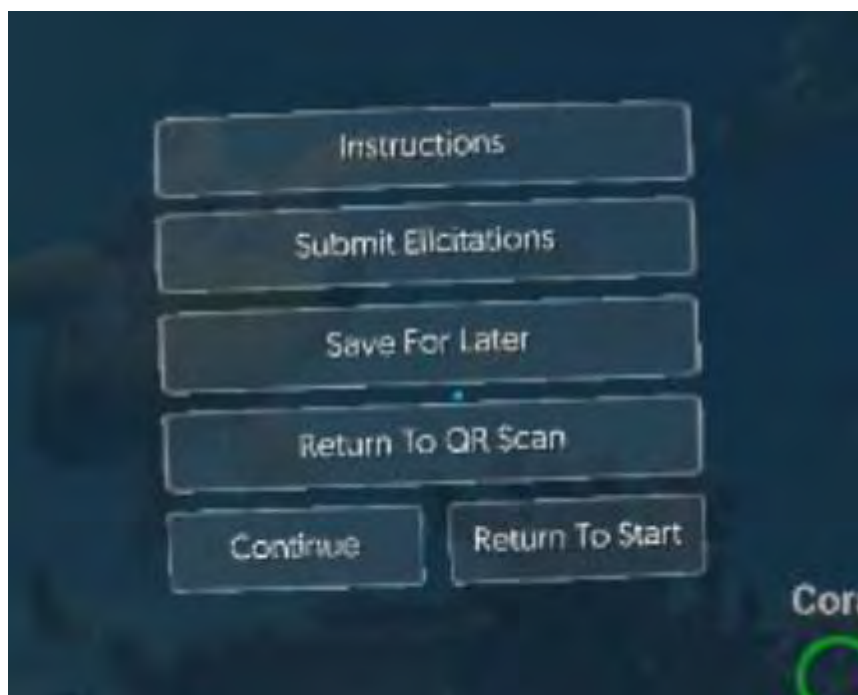 Instructions
Submit Elicitations
Save For Later
Return To QR Scan
Continue
Return To Start